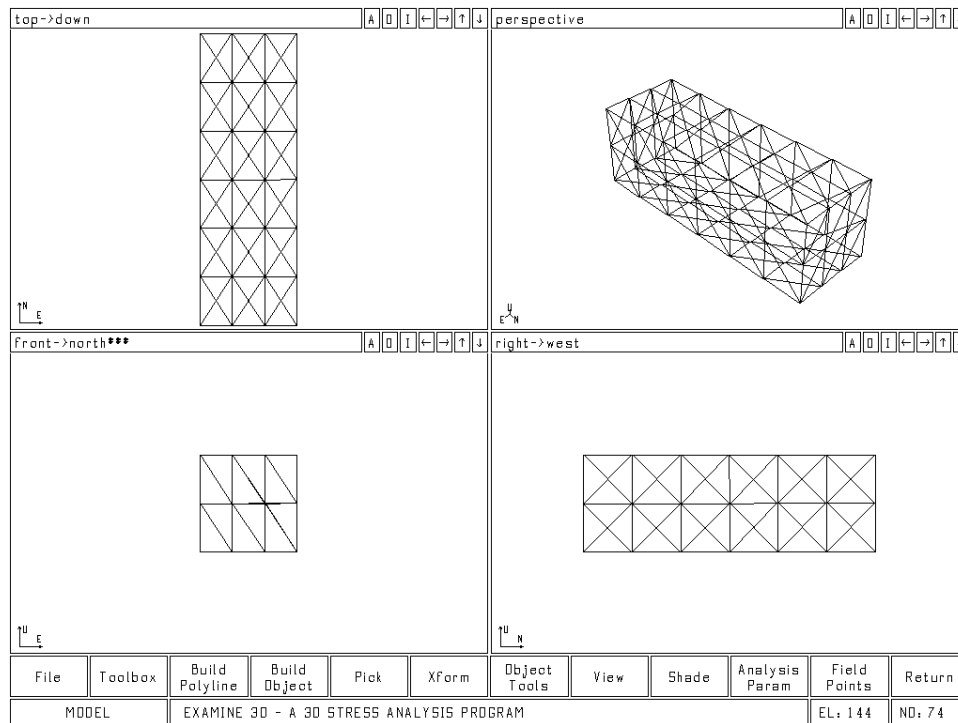 top->down A O I ← → ↑ ↓
perspective A O I ← → ↑
N
E
U
E N
front->north*** A O I ← → ↑ ↓
right->west A O I ← → ↑
U
E
U
N
File Toolbox Build Polyline Build Object Pick XForm Object Tools View Shade Analysis Param Field Points Return
MODEL EXAMINE 3D - A 3D STRESS ANALYSIS PROGRAM EL: 144 NO: 74